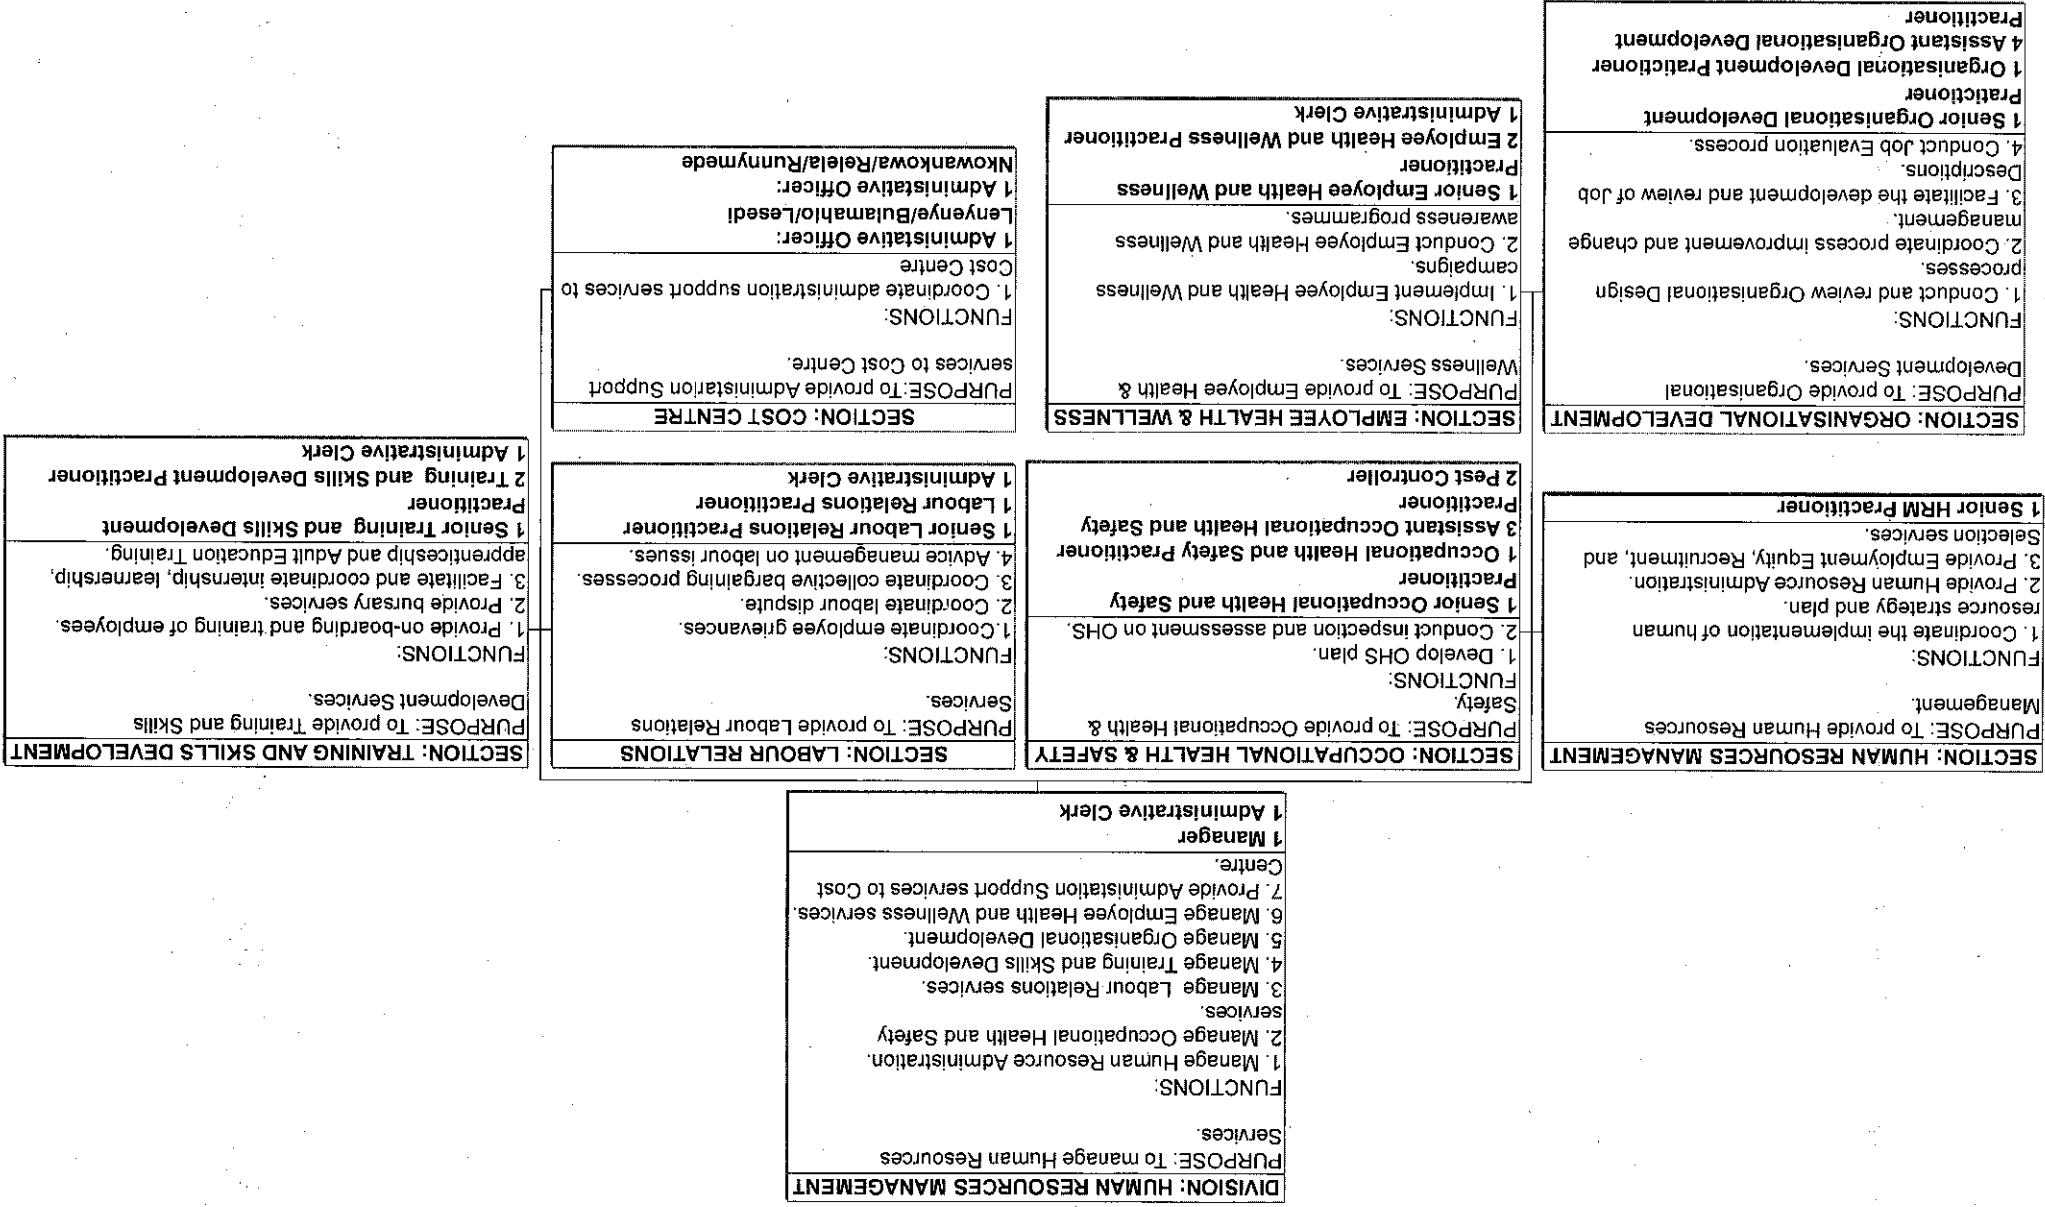 DIVISION: HUMAN RESOURCES MANAGEMENT
PURPOSE: To manage Human Resources
Services.
FUNCTIONS:
1. Manage Human Resource Administration.
2. Manage Occupational Health and Safety
services.
3. Manage Labour Relations services.
4. Manage Training and Skills Development.
5. Manage Organisational Development.
6. Manage Employee Health and Wellness services.
7. Provide Administation Support services to Cost
Centre.
1 Manager
1 Administrative Clerk
SECTION: HUMAN RESOURCES MANAGEMENT
PURPOSE: To provide Human Resources
Management.
FUNCTIONS:
1. Coordinate the implementation of human
resource strategy and plan.
2. Provide Human Resource Administration.
3. Provide Employment Equity, Recruitment, and
Selection services.
1 Senior HRM Practitioner
SECTION: OCCUPATIONAL HEALTH & SAFETY
PURPOSE: To provide Occupational Health &
Safety.
FUNCTIONS:
1. Develop OHS plan.
2. Conduct inspection and assessment on OHS.
1 Senior Occupational Health and Safety
Practitioner
1 Occupational Health and Safety Practitioner
3 Assistant Occupational Health and Safety
Practitioner
2 Pest Controller
SECTION: LABOUR RELATIONS
PURPOSE: To provide Labour Relations
Services.
FUNCTIONS:
1.Coordinate employee grievances.
2. Coordinate labour dispute.
3. Coordinate collective bargaining processes.
4. Advice management on labour issues.
1 Senior Labour Relations Practitioner
1 Labour Relations Practitioner
1 Administrative Clerk
SECTION: TRAINING AND SKILLS DEVELOPMENT
PURPOSE: To provide Training and Skills
Development Services.
FUNCTIONS:
1. Provide on-boarding and training of employees.
2. Provide bursary services.
3. Facilitate and coordinate internship, learnership,
apprenticeship and Adult Education Training.
1 Senior Training and Skills Development
Practitioner
2 Training and Skills Development Practitioner
1 Administrative Clerk
SECTION: ORGANISATIONAL DEVELOPMENT
PURPOSE: To provide Organisational
Development Services.
FUNCTIONS:
1. Conduct and review Organisational Design
processes.
2. Coordinate process improvement and change
management.
3. Facilitate the development and review of Job
Descriptions.
4. Conduct Job Evaluation process.
1 Senior Organisational Development
Pratictioner
1 Organisational Development Pratictioner
4 Assistant Organisational Development
Practitioner
SECTION: EMPLOYEE HEALTH & WELLNESS
PURPOSE: To provide Employee Health &
Wellness Services.
FUNCTIONS:
1. Implement Employee Health and Wellness
campaigns.
2. Conduct Employee Health and Wellness
awareness programmes.
1 Senior Employee Health and Wellness
Practitioner
2 Employee Health and Wellness Practitioner
1 Administrative Clerk
SECTION: COST CENTRE
PURPOSE:To provide Administarion Support
services to Cost Centre.
FUNCTIONS:
1. Coordinate administration support services to
Cost Centre
1 Administative Officer:
Lenyenye/Bulamahlo/Lesedi
1 Administative Officer:
Nkowankowa/Relela/Runnymede